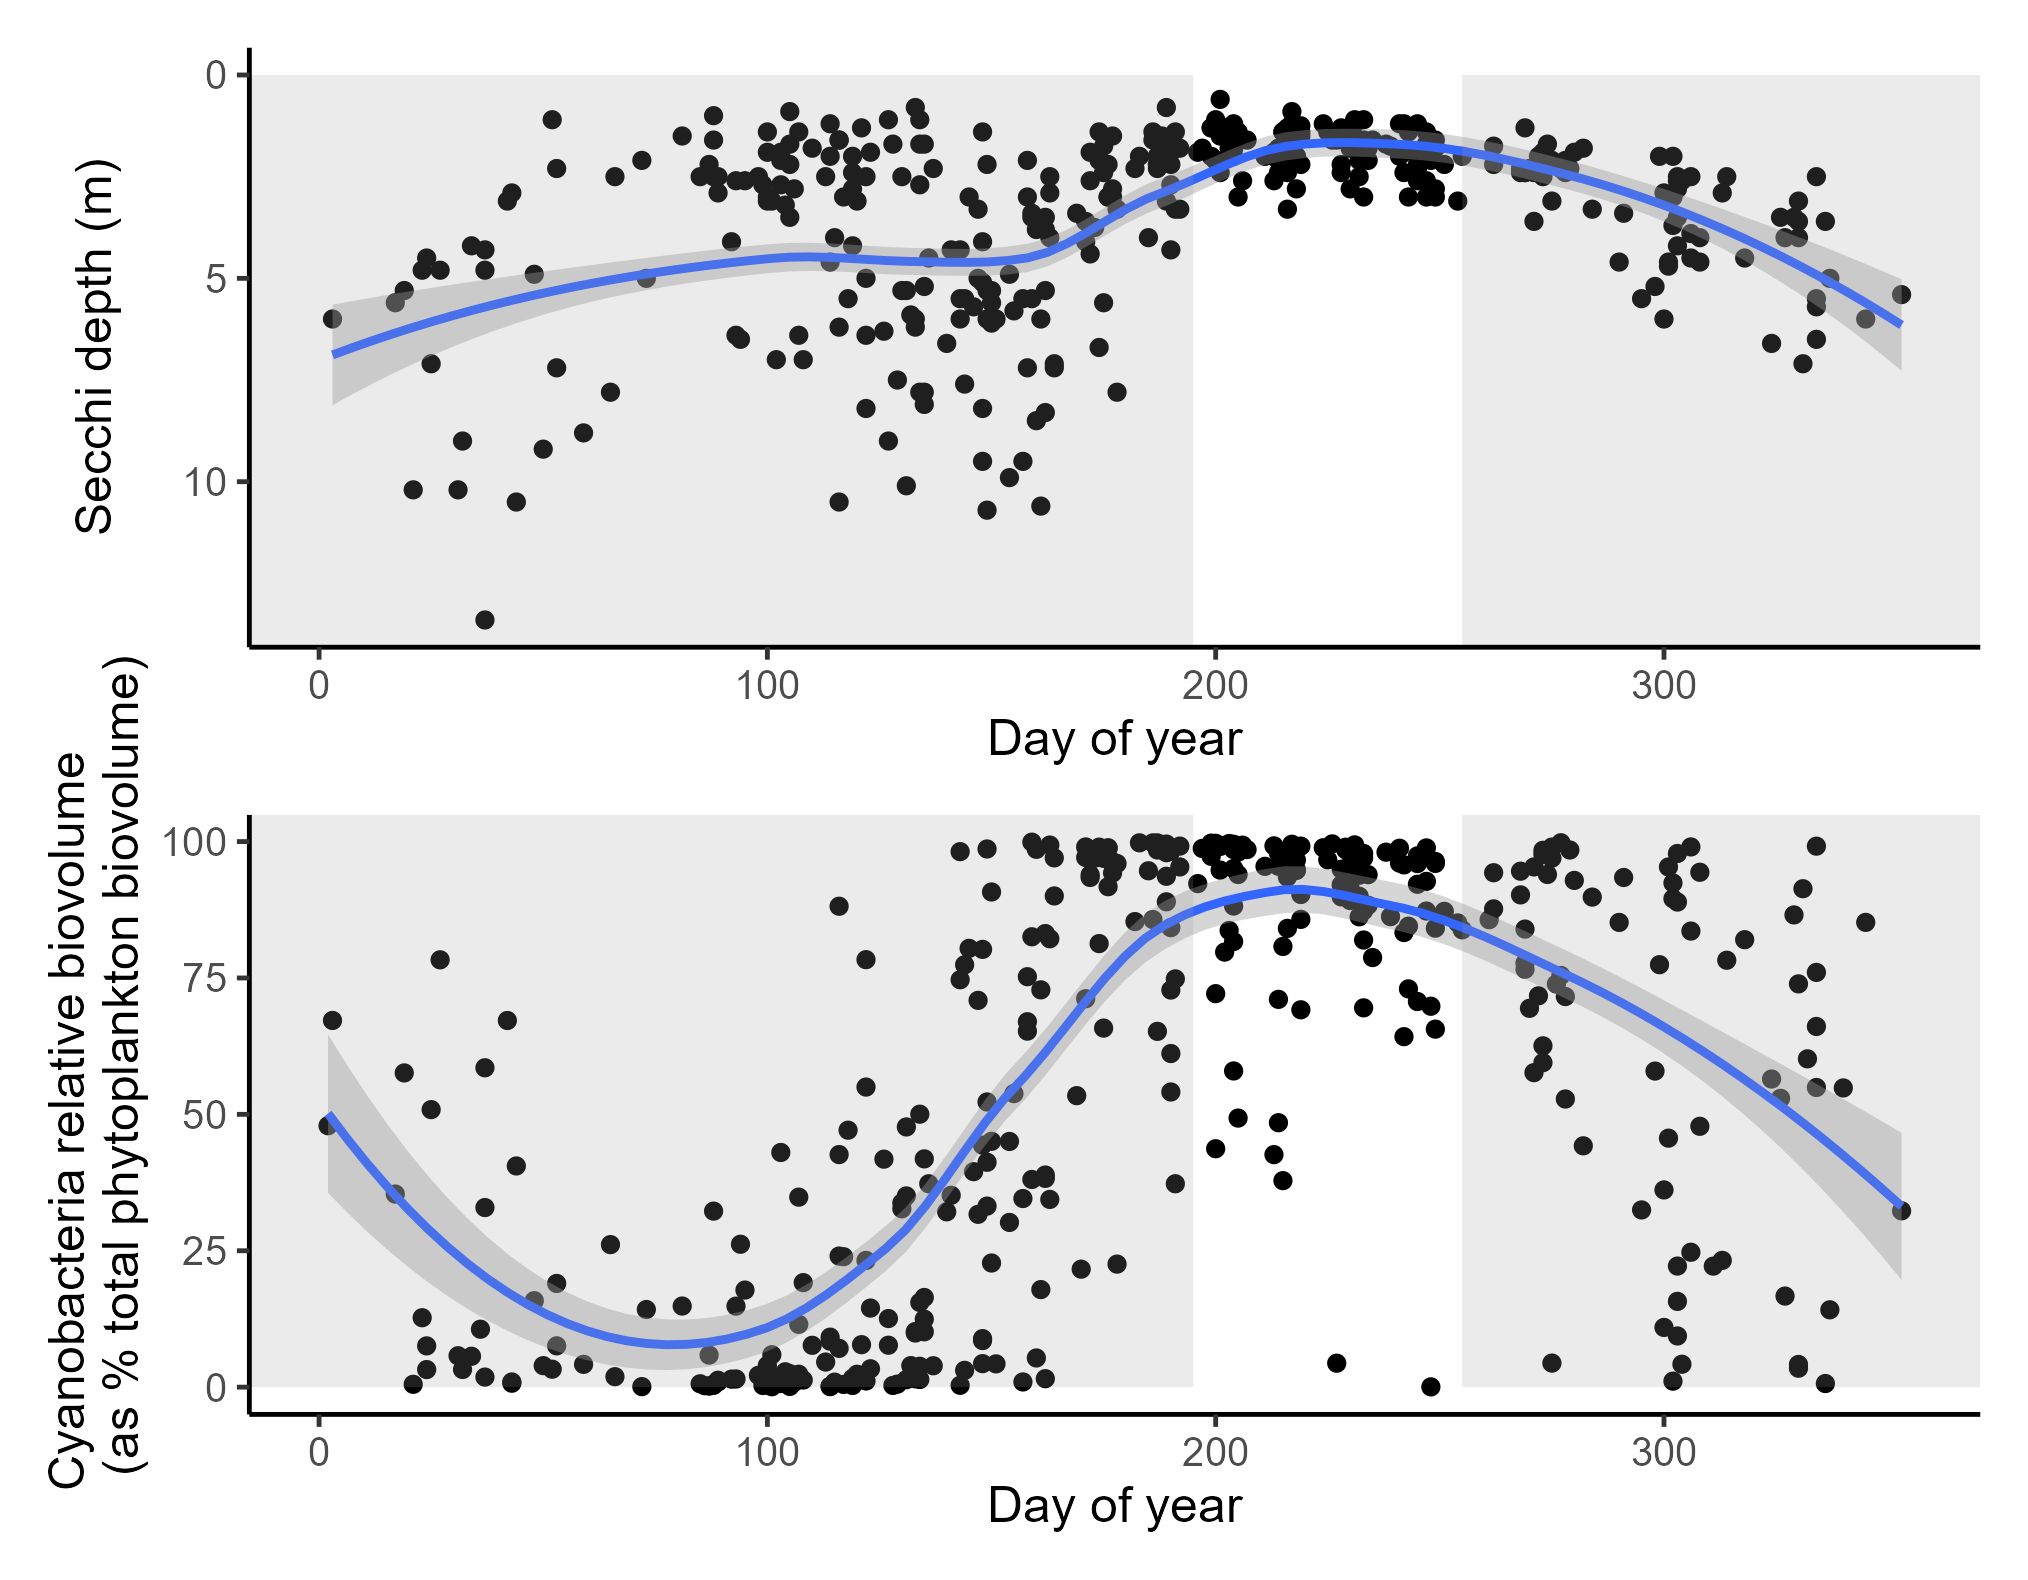 Secchi depth (m)
0
5
10
0 100 200 300
Day of year
Cyanobacteria relative biovolume
(as % total phytoplankton biovolume)
100
75
50
25
0
0 100 200 300
Day of year